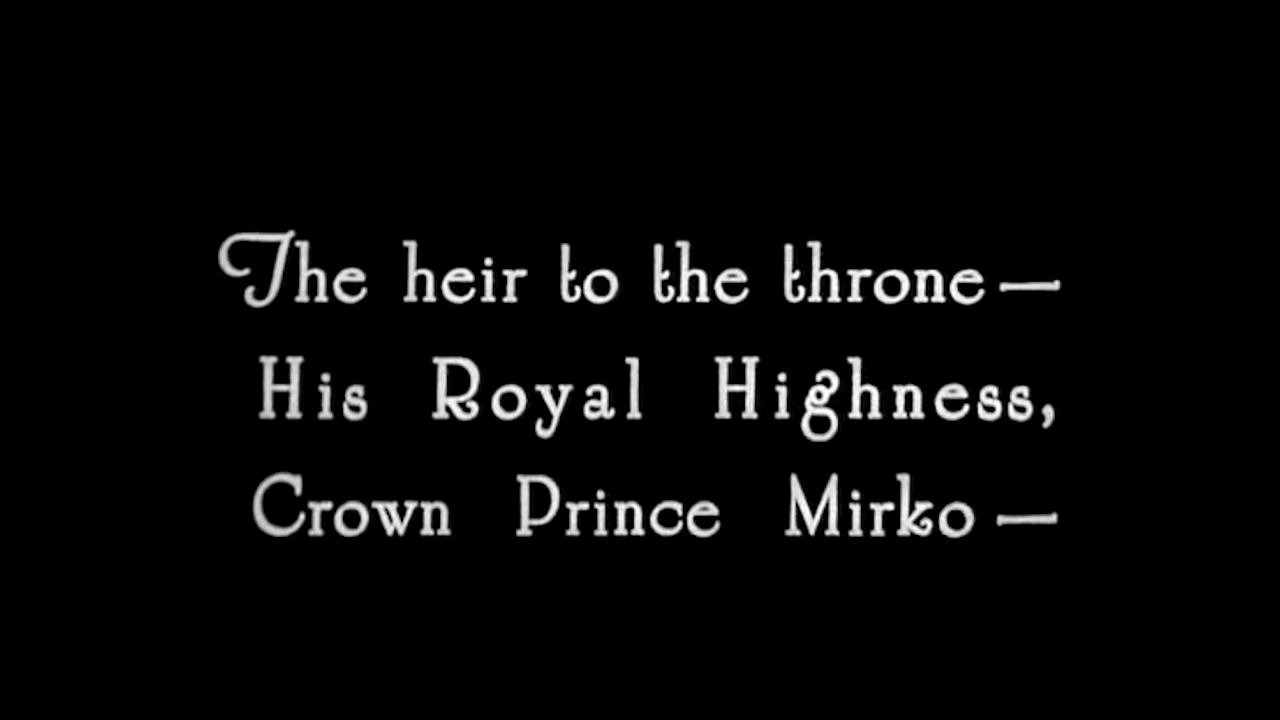 The heir to the throne—
His Royal Highness,
Crown Prince Mirko—